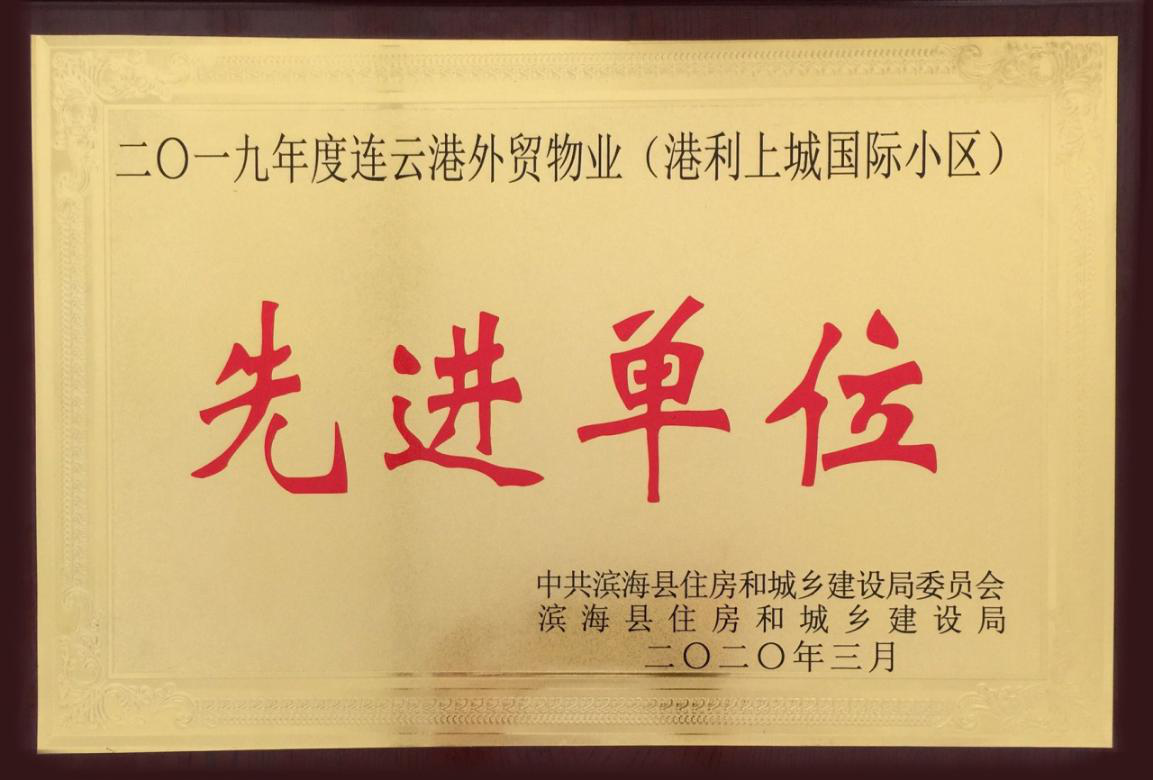 二〇一九年度连云港外贸物业（港利上城国际小区）
先进单位
中共滨海县住房和城乡建设局委员会
滨海县住房和城乡建设局
二〇二〇年三月